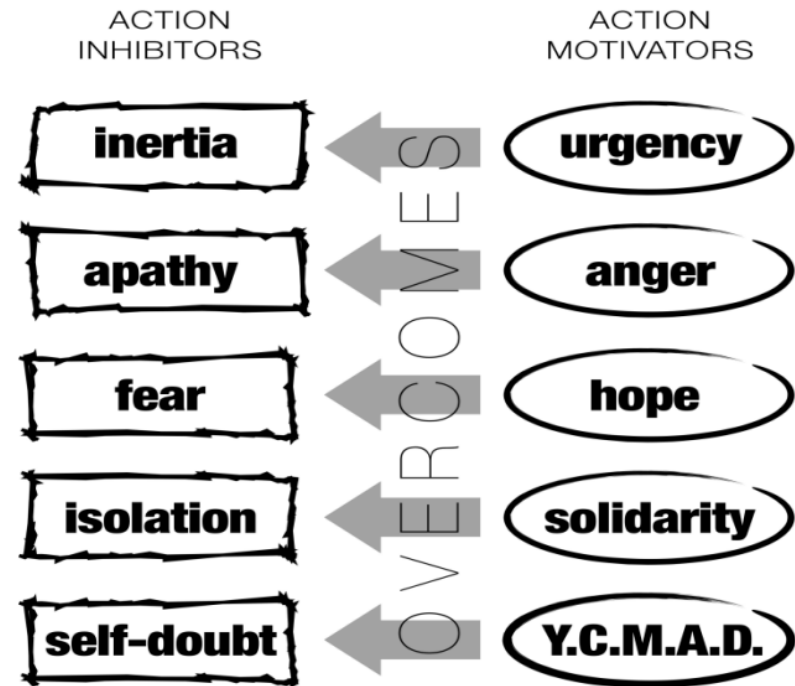 ACTION
INHIBITORS
ACTION
MOTIVATORS
inertia
urgency
apathy
anger
fear
hope
isolation
solidarity
self-doubt
Y.C.M.A.D.
OVERCOMES